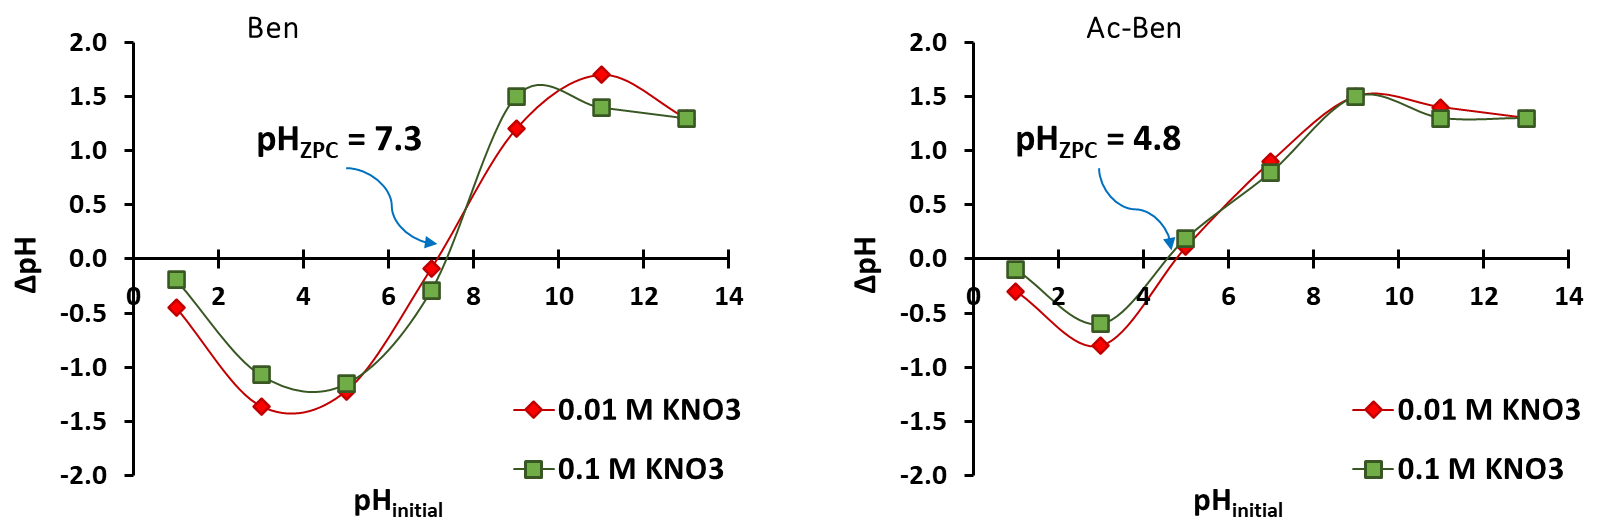 Ben
2.0
1.5
1.0
0.5
0.0
-0.5
-1.0
-1.5
-2.0
ΔpH
0 2 4 6 8 10 12 14
pHinitial
pHZPC = 7.3
0.01 M KNO3
0.1 M KNO3
Ac-Ben
2.0
1.5
1.0
0.5
0.0
-0.5
-1.0
-1.5
-2.0
ΔpH
0 2 4 6 8 10 12 14
pHinitial
pHZPC = 4.8
0.01 M KNO3
0.1 M KNO3